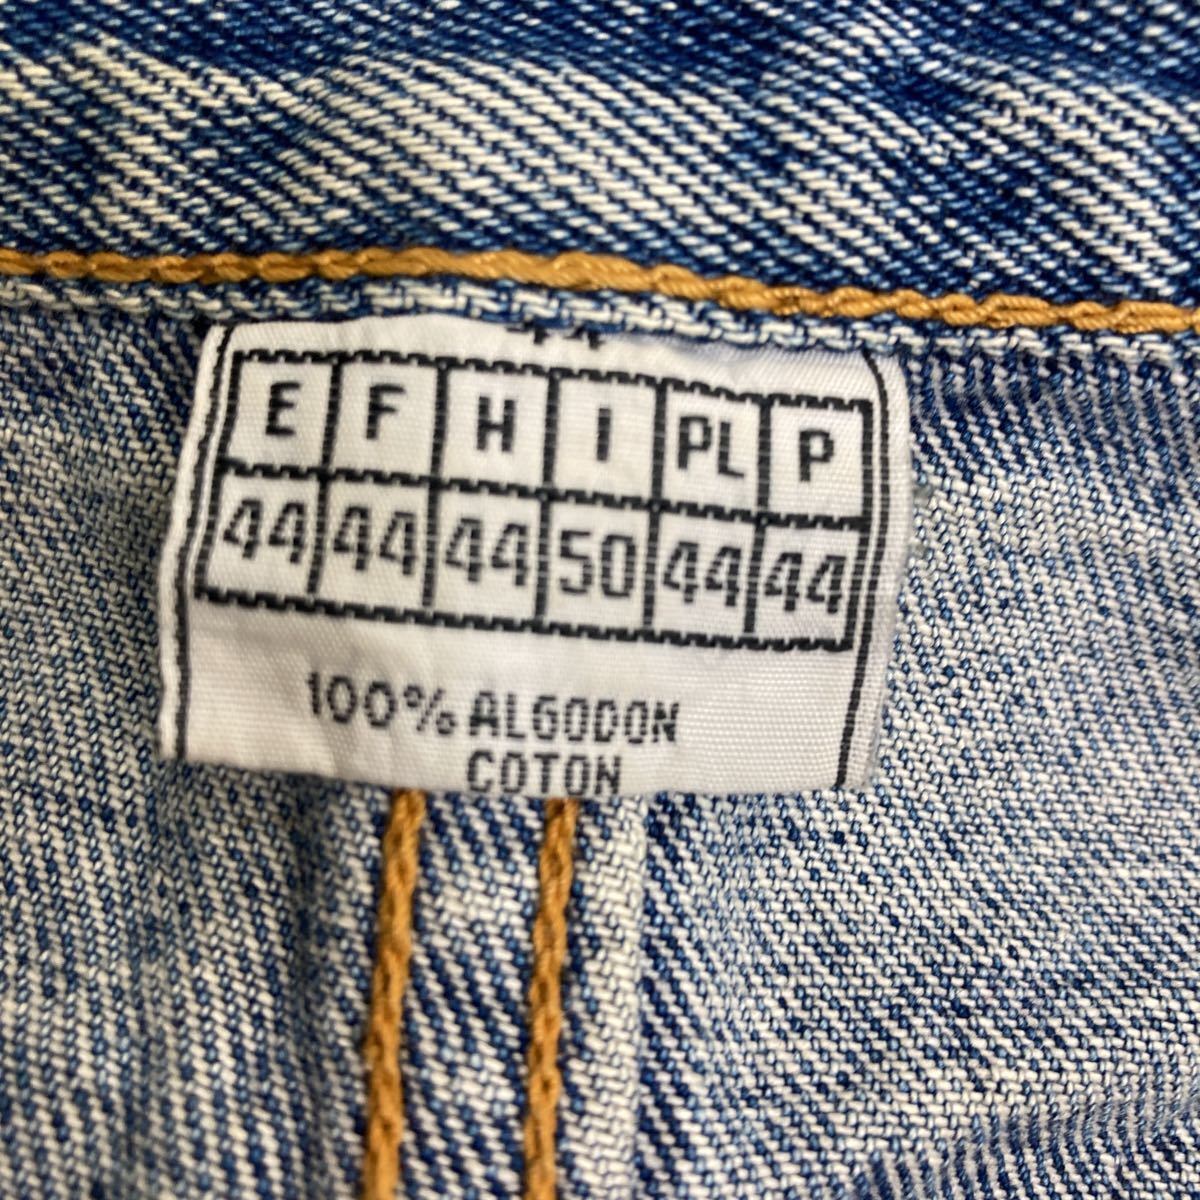 E F H I PL P
44 44 44 50 44 44
100% ALGODON
COTON